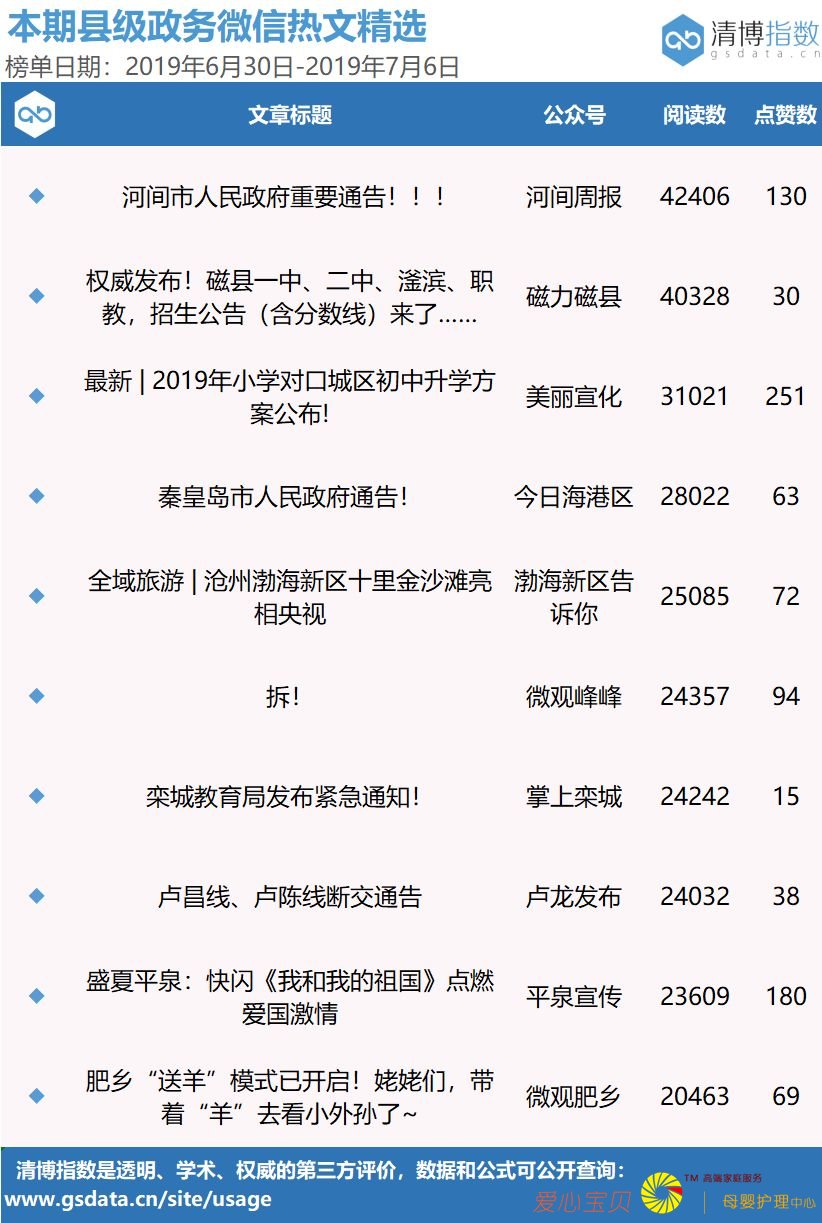 本期县级政务微信热文精选
榜单日期：2019年6月30日-2019年7月6日
清博指数
gsdata.cn
文章标题 公众号 阅读数 点赞数
河间市人民政府重要通告！！！ 河间周报 42406 130
权威发布！磁县一中、二中、滏滨、职
教，招生公告（含分数线）来了...... 磁力磁县 40328 30
最新 | 2019年小学对口城区初中升学方
案公布! 美丽宣化 31021 251
秦皇岛市人民政府通告！ 今日海港区 28022 63
全域旅游 | 沧州渤海新区十里金沙滩亮
相央视 渤海新区告
诉你 25085 72
拆！ 微观峰峰 24357 94
栾城教育局发布紧急通知！ 掌上栾城 24242 15
卢昌线、卢陈线断交通告 卢龙发布 24032 38
盛夏平泉：快闪《我和我的祖国》点燃
爱国激情 平泉宣传 23609 180
肥乡“送羊”模式已开启！姥姥们，带
着“羊”去看小外孙了~ 微观肥乡 20463 69
清博指数是透明、学术、权威的第三方评价，数据和公式可公开查询：
www.gsdata.cn/site/usage
爱心宝贝
TM 高端家庭服务
母婴护理中心